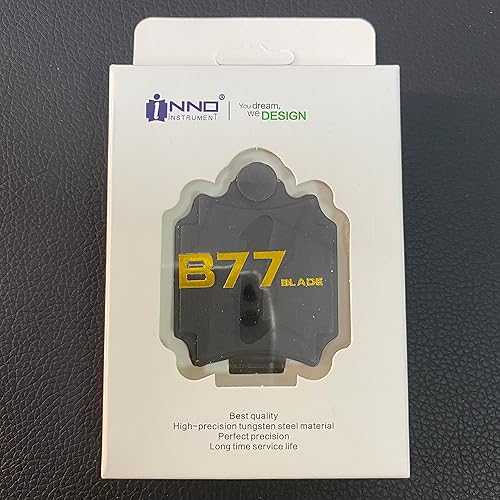 iNNO®
INSTRUMENT
You dream,
we DESIGN
B77 BLADE
Best quality
High-precision tungsten steel material
Perfect precision
Long time service life